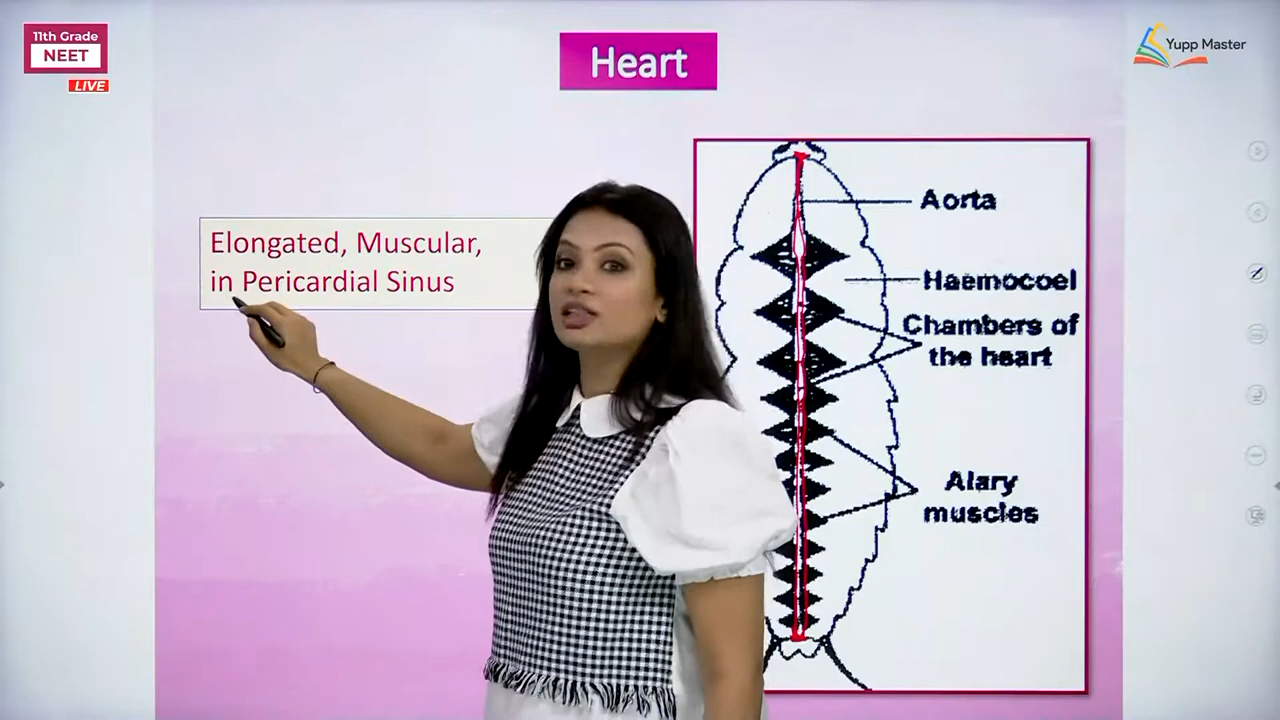 11th Grade
NEET
LIVE
Heart
Yupp Master
Elongated, Muscular,
in Pericardial Sinus
Aorta
Haemocoel
Chambers of
the heart
Alary
muscles